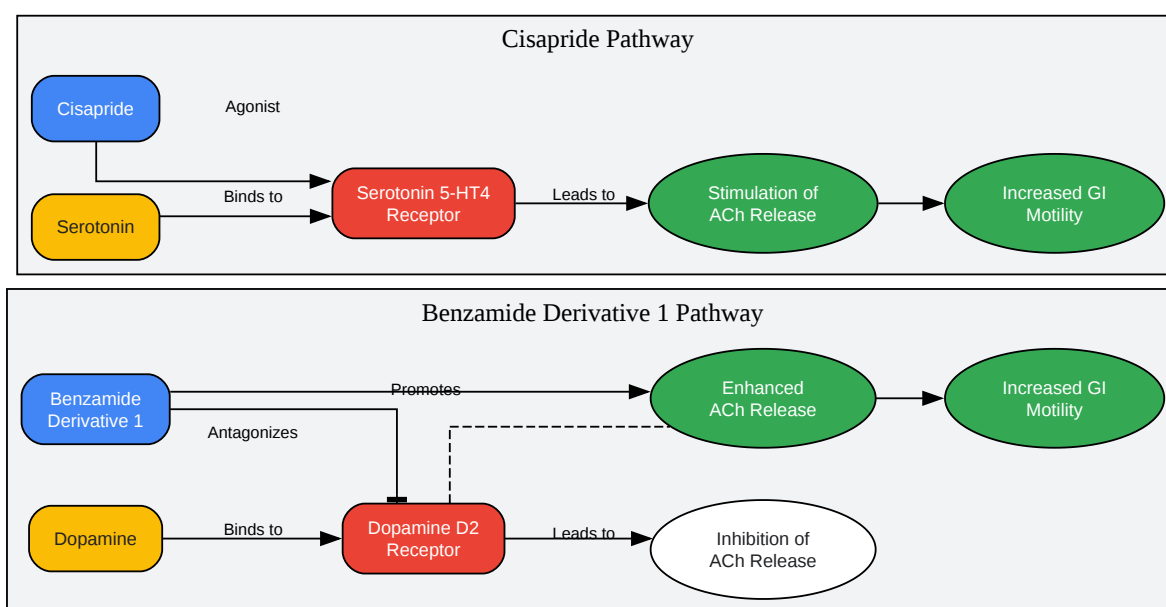 Cisapride Pathway
Cisapride
Agonist
Serotonin
Binds to
Serotonin 5-HT4
Receptor
Leads to
Stimulation of
ACh Release
Increased GI
Motility
Benzamide Derivative 1 Pathway
Benzamide
Derivative 1
Promotes
Antagonizes
Enhanced
ACh Release
Increased GI
Motility
Dopamine
Binds to
Dopamine D2
Receptor
Leads to
Inhibition of
ACh Release